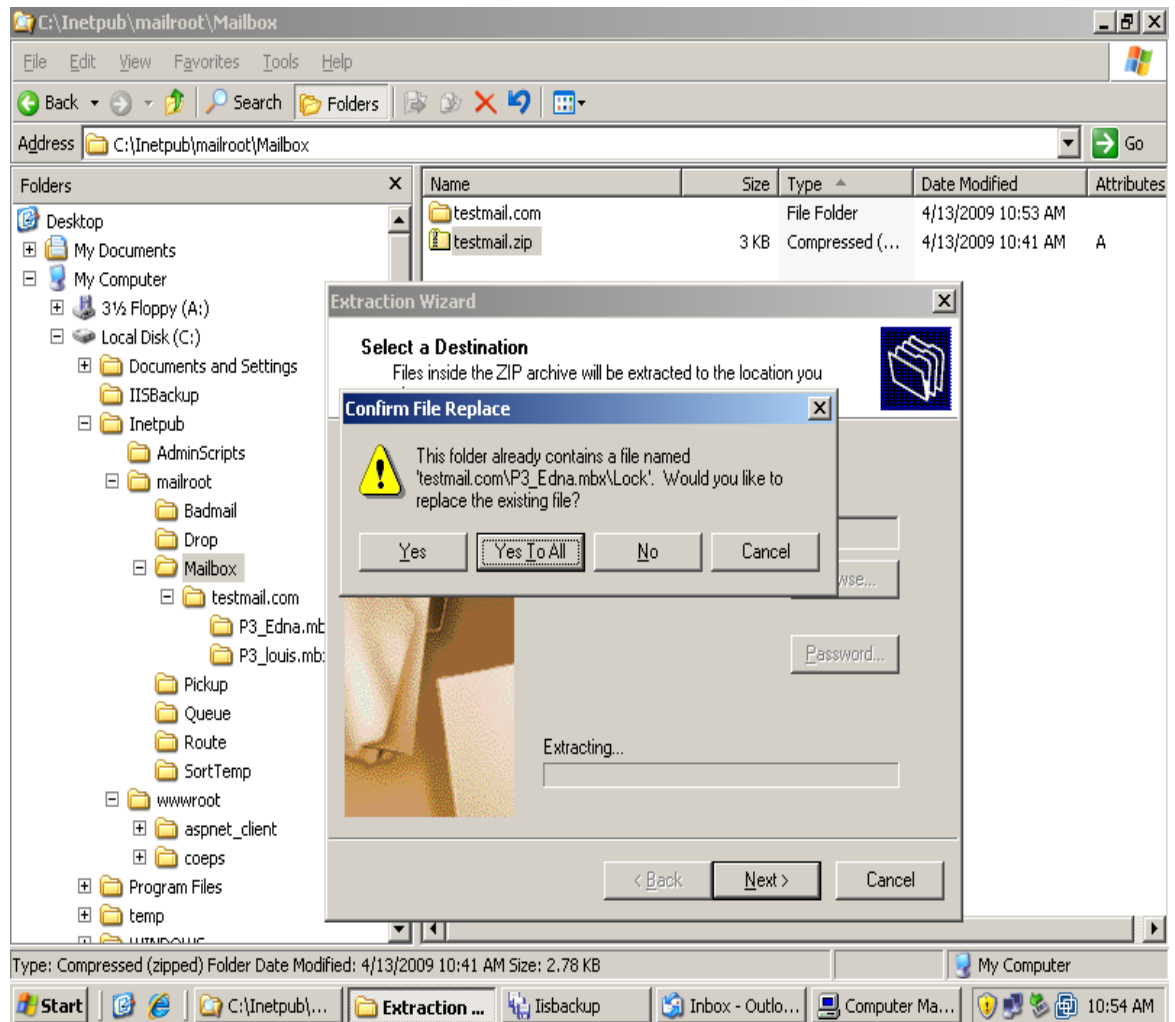 C:\Inetpub\mailroot\Mailbox
File Edit View Favorites Tools Help
Back Search Folders
Address C:\Inetpub\mailroot\Mailbox Go
Folders
Name Size Type Date Modified Attributes
Desktop
My Documents
My Computer
3½ Floppy (A:)
Local Disk (C:)
Documents and Settings
IISBackup
Inetpub
AdminScripts
mailroot
Badmail
Drop
Mailbox
testmail.com
P3_Edna.mb
P3_louis.mb
Pickup
Queue
Route
SortTemp
wwwroot
aspnet_client
coeps
Program Files
temp
WINDOWS
testmail.com File Folder 4/13/2009 10:53 AM
testmail.zip 3 KB Compressed (... 4/13/2009 10:41 AM A
Extraction Wizard
Select a Destination
Files inside the ZIP archive will be extracted to the location you
Confirm File Replace
This folder already contains a file named
'testmail.com\P3_Edna.mbx\Lock'. Would you like to
replace the existing file?
Yes Yes To All No Cancel
wse...
Password...
Extracting...
< Back Next > Cancel
Type: Compressed (zipped) Folder Date Modified: 4/13/2009 10:41 AM Size: 2.78 KB My Computer
Start C:\Inetpub\... Extraction ... Iisbackup Inbox - Outlo... Computer Ma... 10:54 AM